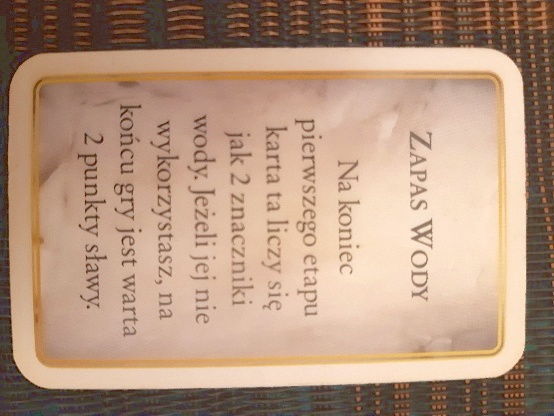 ZAPAS WODY
Na koniec
pierwszego etapu
karta ta liczy się
jak 2 znaczniki
wody. Jeżeli jej nie
wykorzystasz, na
końcu gry jest warta
2 punkty sławy.